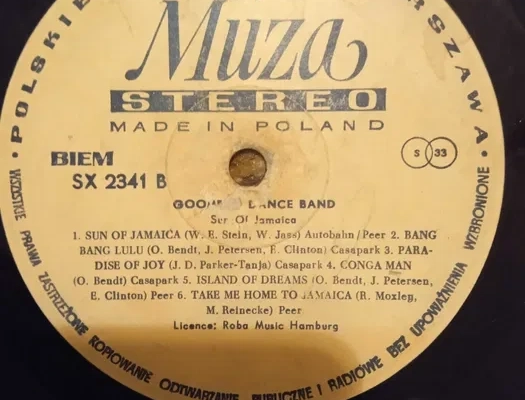 POLSKIE
WARSZAWA
Muza
STEREO
MADE IN POLAND
BIEM
SX 2341 B
S 33
DANCE BAND
Of Jamaica
1. SUN OF JAMAICA (W. E. Stein, W. Jass) Autobahn/Peer 2. BANG
BANG LULU (O. Bendt, J. Petersen, E. Clinton) Casapark 3. PARA-
DISE OF JOY (J. D. Parker-Tanja) Casapark 4. CONGA MAN
(O. Bendt) Casapark 5. ISLAND OF DREAMS (O. Bendt, J. Petersen,
E. Clinton) Peer 6. TAKE ME HOME TO JAMAICA (R. Moxley,
M. Reinecke) Peer
Licence: Roba Music Hamburg
WSZYSTKIE PRAWA ZASTRZEŻONE KOPIOWANIE ODTWARZANIE PUBLICZNE I RADIOWE BEZ UPOWAŻNIENIA WZBRONIONE